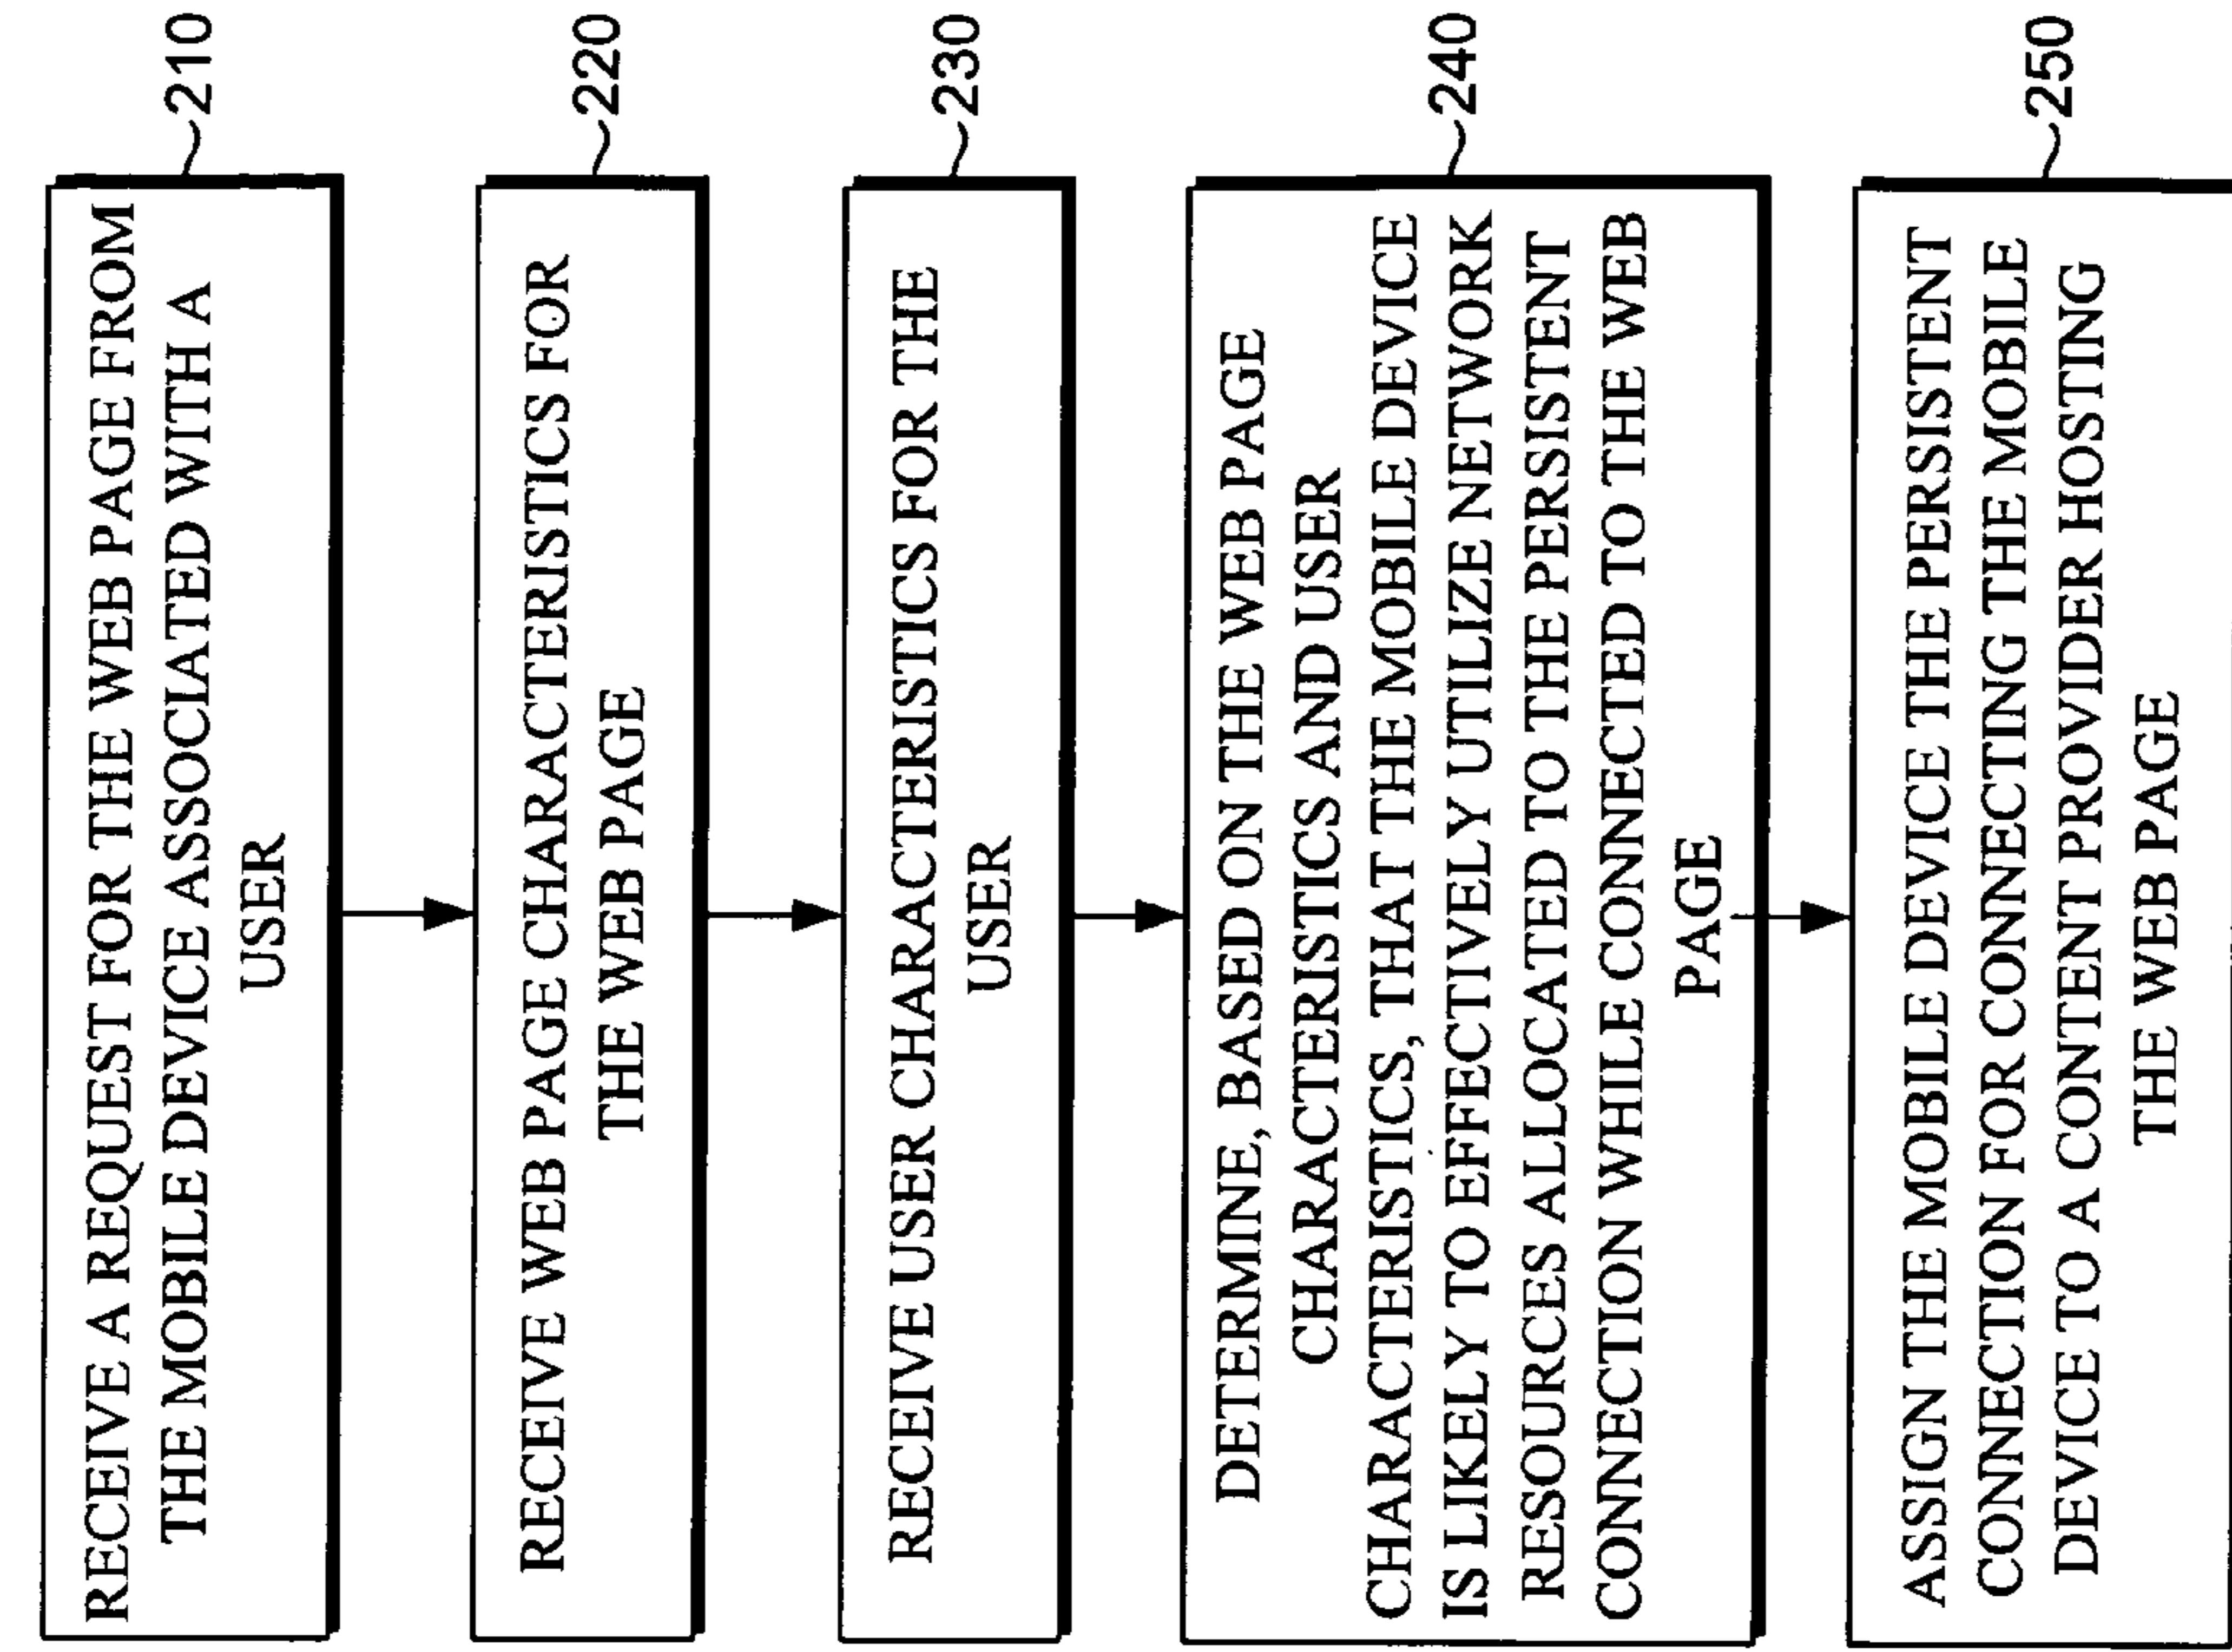 RECEIVE A REQUEST FOR THE WEB PAGE FROM
THE MOBILE DEVICE ASSOCIATED WITH A
USER
210
RECEIVE WEB PAGE CHARACTERISTICS FOR
THE WEB PAGE
220
RECEIVE USER CHARACTERISTICS FOR THE
USER
230
DETERMINE, BASED ON THE WEB PAGE
CHARACTERISTICS AND USER
CHARACTERISTICS, THAT THE MOBILE DEVICE
IS LIKELY TO EFFECTIVELY UTILIZE NETWORK
RESOURCES ALLOCATED TO THE PERSISTENT
CONNECTION WHILE CONNECTED TO THE WEB
PAGE
240
ASSIGN THE MOBILE DEVICE THE PERSISTENT
CONNECTION FOR CONNECTING THE MOBILE
DEVICE TO A CONTENT PROVIDER HOSTING
THE WEB PAGE
250